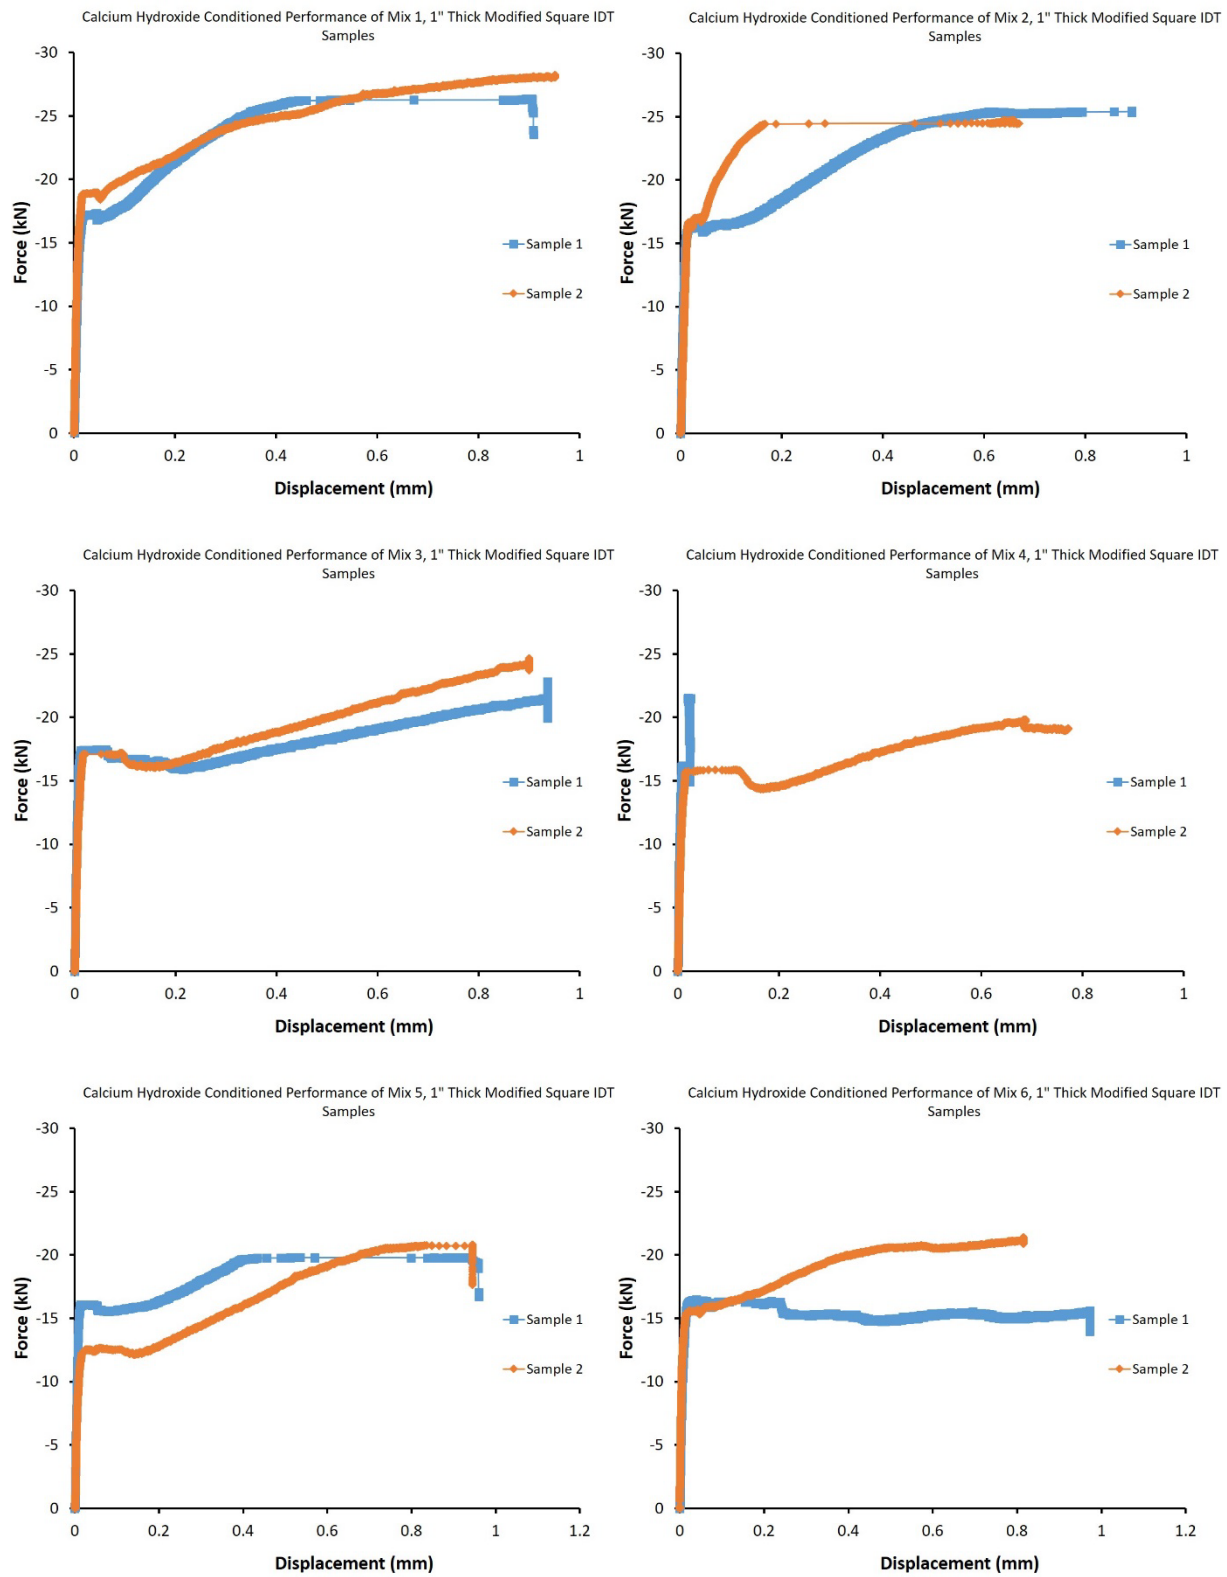 Calcium Hydroxide Conditioned Performance of Mix 1, 1" Thick Modified Square IDT
Samples
-30
-25
-20
-15
-10
-5
0
Force (kN)
Sample 1
Sample 2
0 0.2 0.4 0.6 0.8 1
Displacement (mm)
Calcium Hydroxide Conditioned Performance of Mix 2, 1" Thick Modified Square IDT
Samples
-30
-25
-20
-15
-10
-5
0
Force (kN)
Sample 1
Sample 2
0 0.2 0.4 0.6 0.8 1
Displacement (mm)
Calcium Hydroxide Conditioned Performance of Mix 3, 1" Thick Modified Square IDT
Samples
-30
-25
-20
-15
-10
-5
0
Force (kN)
Sample 1
Sample 2
0 0.2 0.4 0.6 0.8 1
Displacement (mm)
Calcium Hydroxide Conditioned Performance of Mix 4, 1" Thick Modified Square IDT
Samples
-30
-25
-20
-15
-10
-5
0
Force (kN)
Sample 1
Sample 2
0 0.2 0.4 0.6 0.8 1
Displacement (mm)
Calcium Hydroxide Conditioned Performance of Mix 5, 1" Thick Modified Square IDT
Samples
-30
-25
-20
-15
-10
-5
0
Force (kN)
Sample 1
Sample 2
0 0.2 0.4 0.6 0.8 1 1.2
Displacement (mm)
Calcium Hydroxide Conditioned Performance of Mix 6, 1" Thick Modified Square IDT
Samples
-30
-25
-20
-15
-10
-5
0
Force (kN)
Sample 1
Sample 2
0 0.2 0.4 0.6 0.8 1 1.2
Displacement (mm)